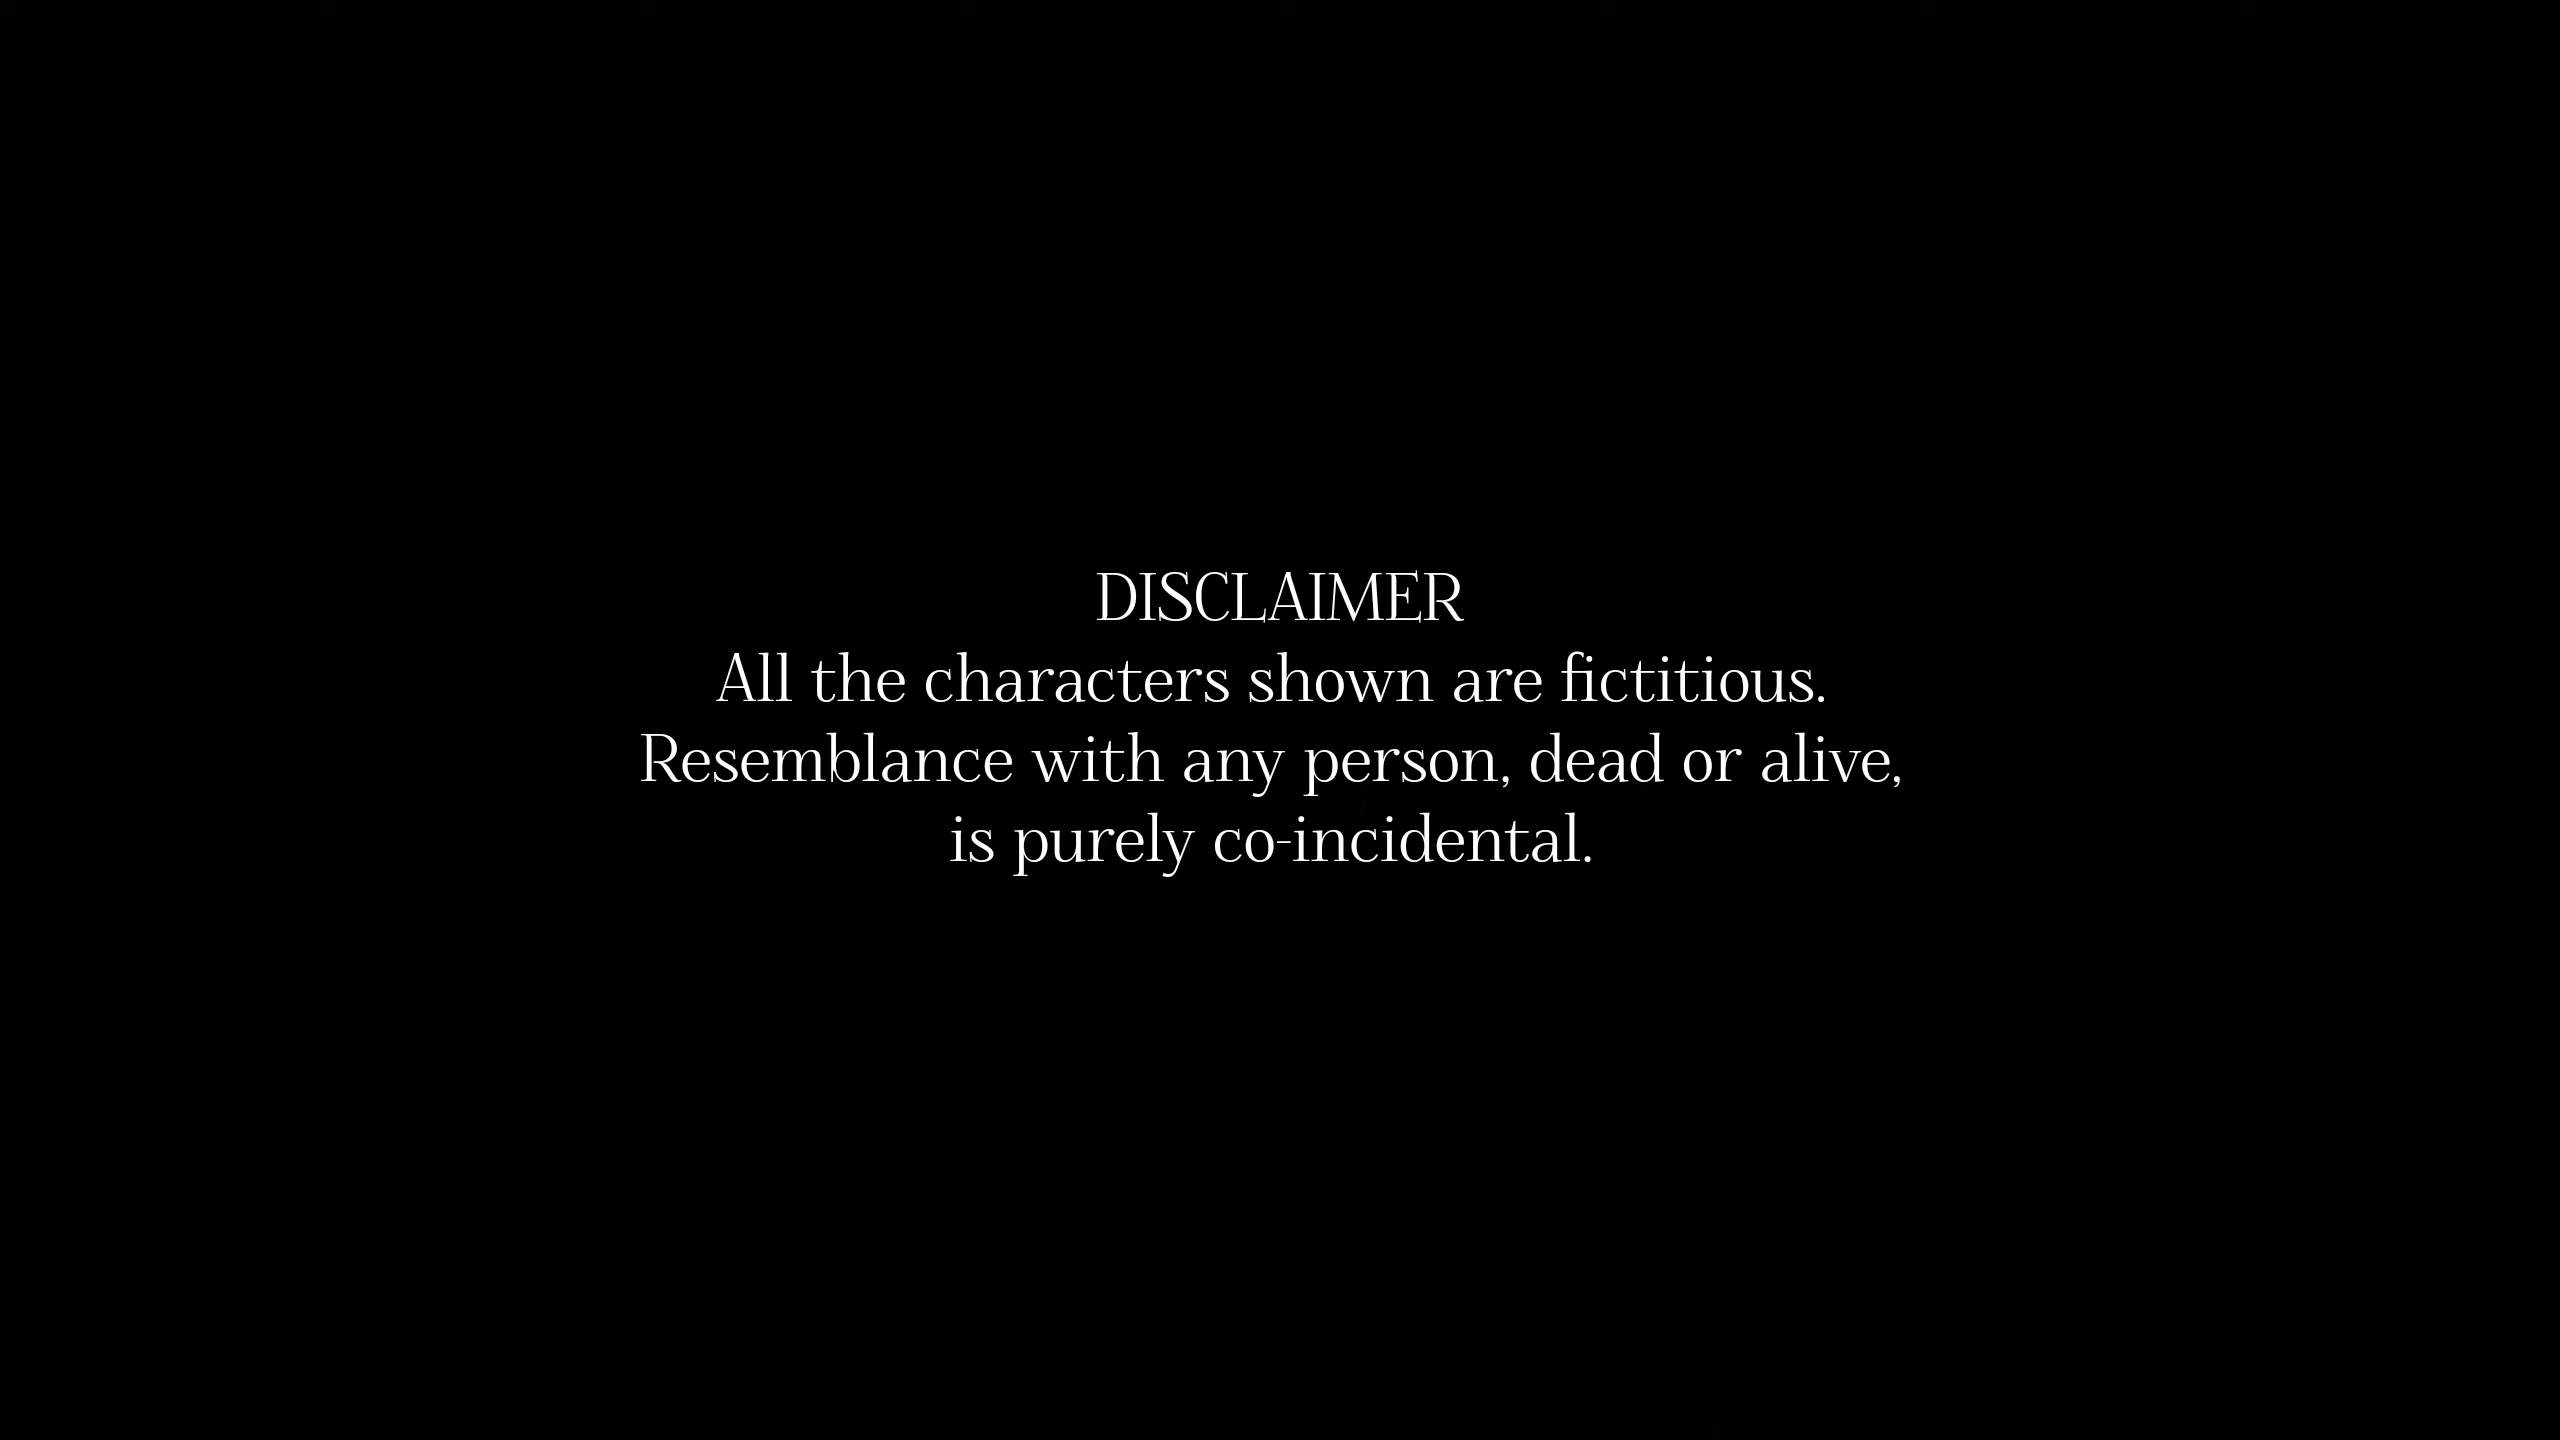 DISCLAIMER
All the characters shown are fictitious.
Resemblance with any person, dead or alive,
is purely co-incidental.